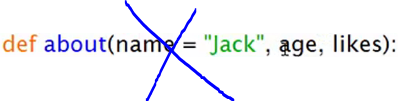 def about(name = "Jack", age, likes):